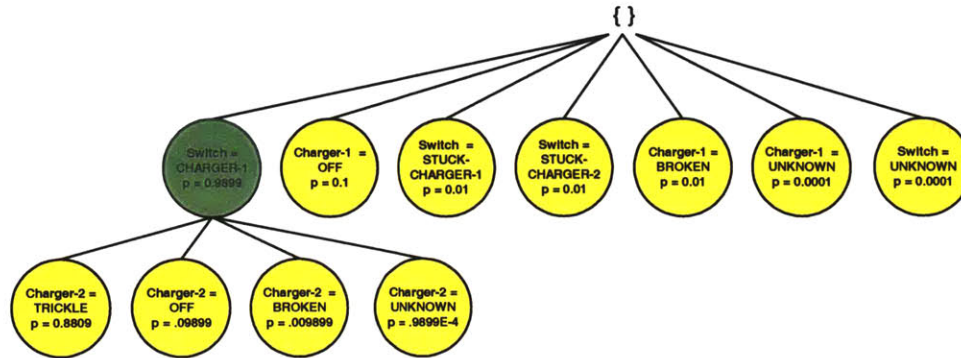 { }
Switch =
CHARGER-1
p = 0.9899
Charger-1 =
OFF
p = 0.1
Switch =
STUCK-
CHARGER-1
p = 0.01
Switch =
STUCK-
CHARGER-2
p = 0.01
Charger-1 =
BROKEN
p = 0.01
Charger-1 =
UNKNOWN
p = 0.0001
Switch =
UNKNOWN
p = 0.0001
Charger-2 =
TRICKLE
p = 0.8809
Charger-2 =
OFF
p = .09899
Charger-2 =
BROKEN
p = .009899
Charger-2 =
UNKNOWN
p = .9899E-4